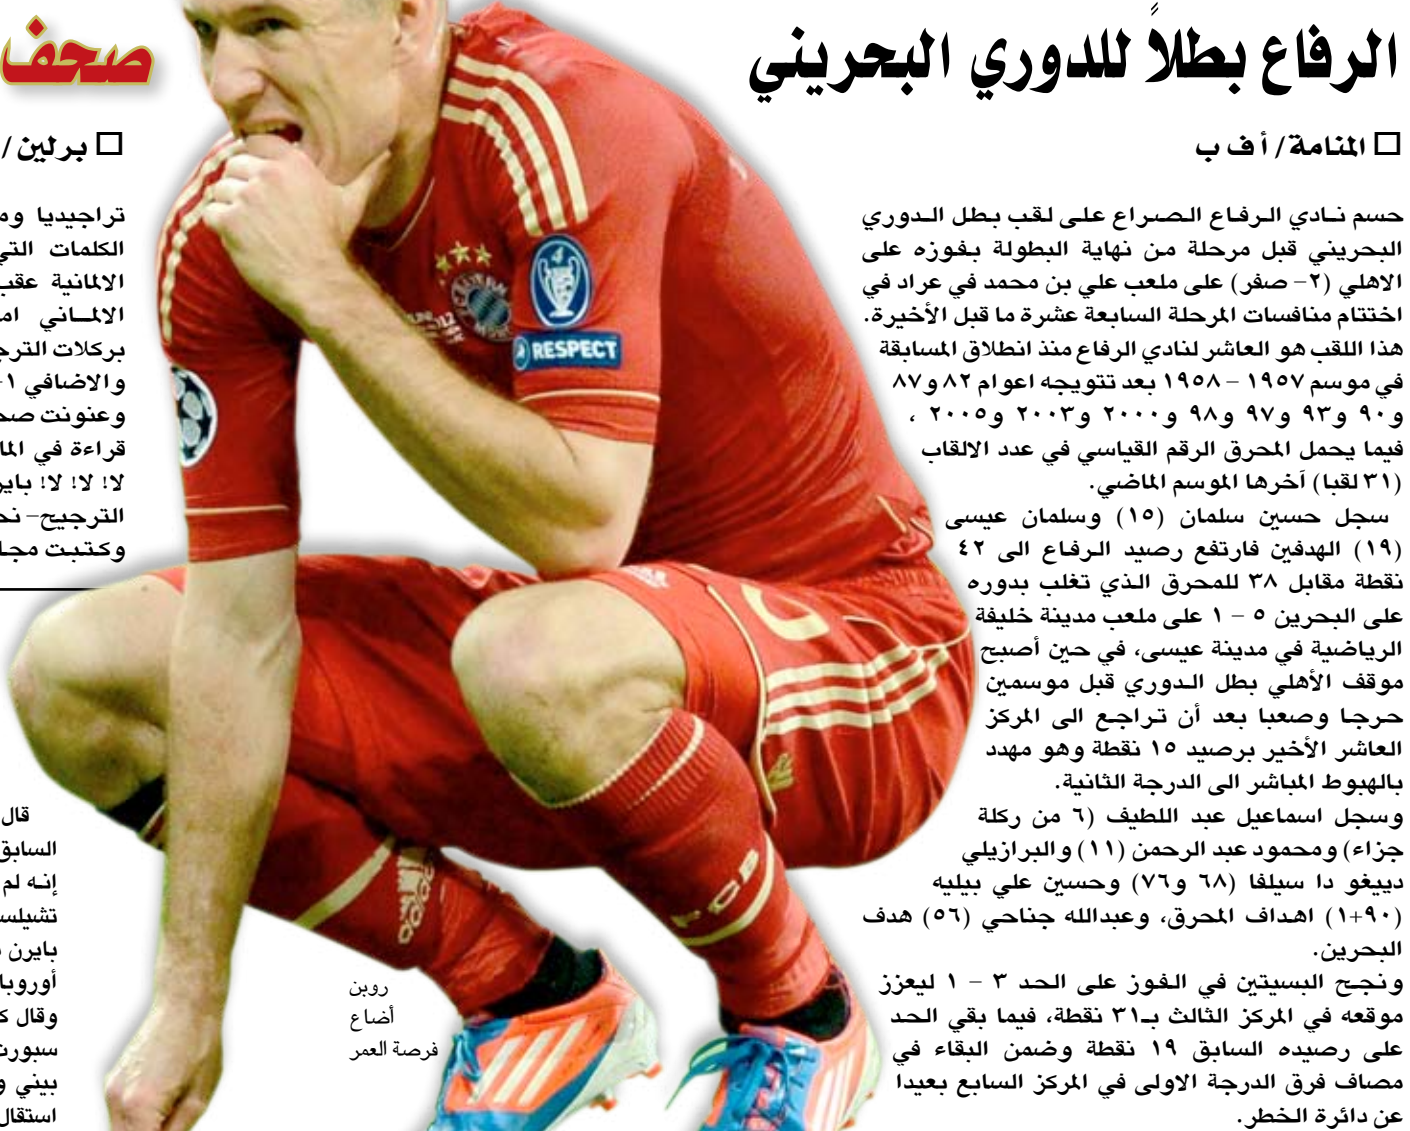 الرفاع بطلاً للدوري البحريني
□ المنامة/ أ ف ب
حسم نادي الرفاع الصراع على لقب بطل الدوري
البحريني قبل مرحلة من نهاية البطولة بفوزه على
الاهلي (٢- صفر) على ملعب علي بن محمد في عراد في
اختتام منافسات المرحلة السابعة عشرة ما قبل الأخيرة.
هذا اللقب هو العاشر لنادي الرفاع منذ انطلاق المسابقة
في موسم ١٩٥٧ – ١٩٥٨ بعد تتويجه اعوام ٨٢ و٨٧
و٩٠ و٩٣ و٩٧ و٩٨ و٢٠٠٠ و٢٠٠٣ و٢٠٠٥ ،
فيما يحمل المحرق الرقم القياسي في عدد الالقاب
(٣١ لقبا) آخرها الموسم الماضي.
سجل حسين سلمان (١٥) وسلمان عيسى
(١٩) الهدفين فارتفع رصيد الرفاع الى ٤٢
نقطة مقابل ٣٨ للمحرق الذي تغلب بدوره
على البحرين ٥ – ١ على ملعب مدينة خليفة
الرياضية في مدينة عيسى، في حين أصبح
موقف الأهلي بطل الدوري قبل موسمين
حرجا وصعبا بعد أن تراجع الى المركز
العاشر الأخير برصيد ١٥ نقطة وهو مهدد
بالهبوط المباشر الى الدرجة الثانية.
وسجل اسماعيل عبد اللطيف (٦ من ركلة
جزاء) ومحمود عبد الرحمن (١١) والبرازيلي
دييغو دا سيلفا (٦٨ و٧٦) وحسين علي بيليه
(٩٠+١) اهداف المحرق، وعبدالله جناحي (٥٦) هدف
البحرين.
ونجح البسيتين في الفوز على الحد ٣ – ١ ليعزز
موقعه في المركز الثالث بـ٣١ نقطة، فيما بقي الحد
على رصيده السابق ١٩ نقطة وضمن البقاء في
مصاف فرق الدرجة الاولى في المركز السابع بعيدا
عن دائرة الخطر.
4
RESPECT
FCB
روبن
أضاع
فرصة العمر
صحف
□ برلين/
تراجيديا
الكلمات التي
الالمانية عقب
الالماني
بركلات
والاضافي ١-
وعنونت
قراءة في
لا! لا! لا!
الترجيح- نح
وكتبت
قال
السابق
إنه لم
بايرن
وقال
بيني
استقال